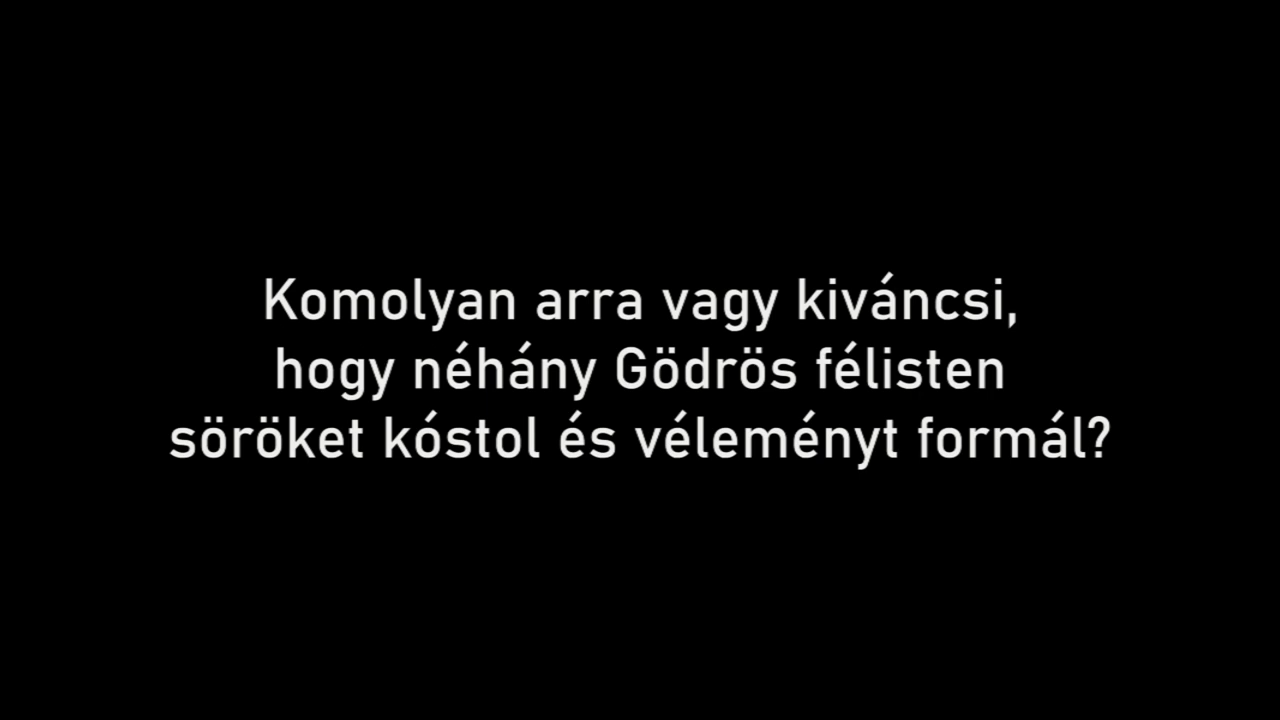 Komolyan arra vagy kiváncsi,
hogy néhány Gödrös félisten
söröket kóstol és véleményt formál?